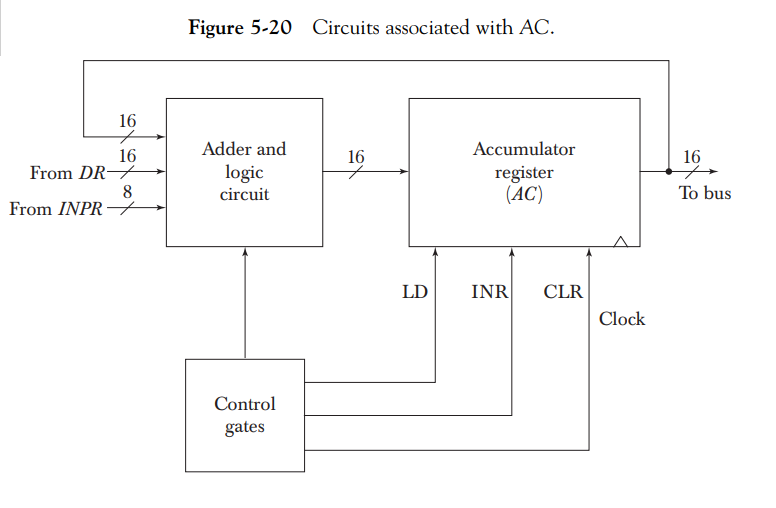 Figure 5-20 Circuits associated with AC.
16
16
From DR
8
From INPR
Adder and
logic
circuit
16
Accumulator
register
(AC)
16
To bus
LD
INR
CLR
Clock
Control
gates